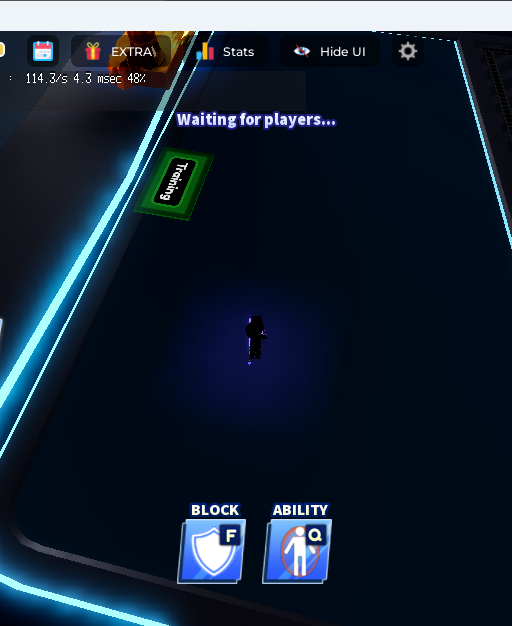 EXTRA\
Stats
Hide UI
: 114.3/s 4.3 msec 48%
Waiting for players...
Training
BLOCK
ABILITY
F
Q